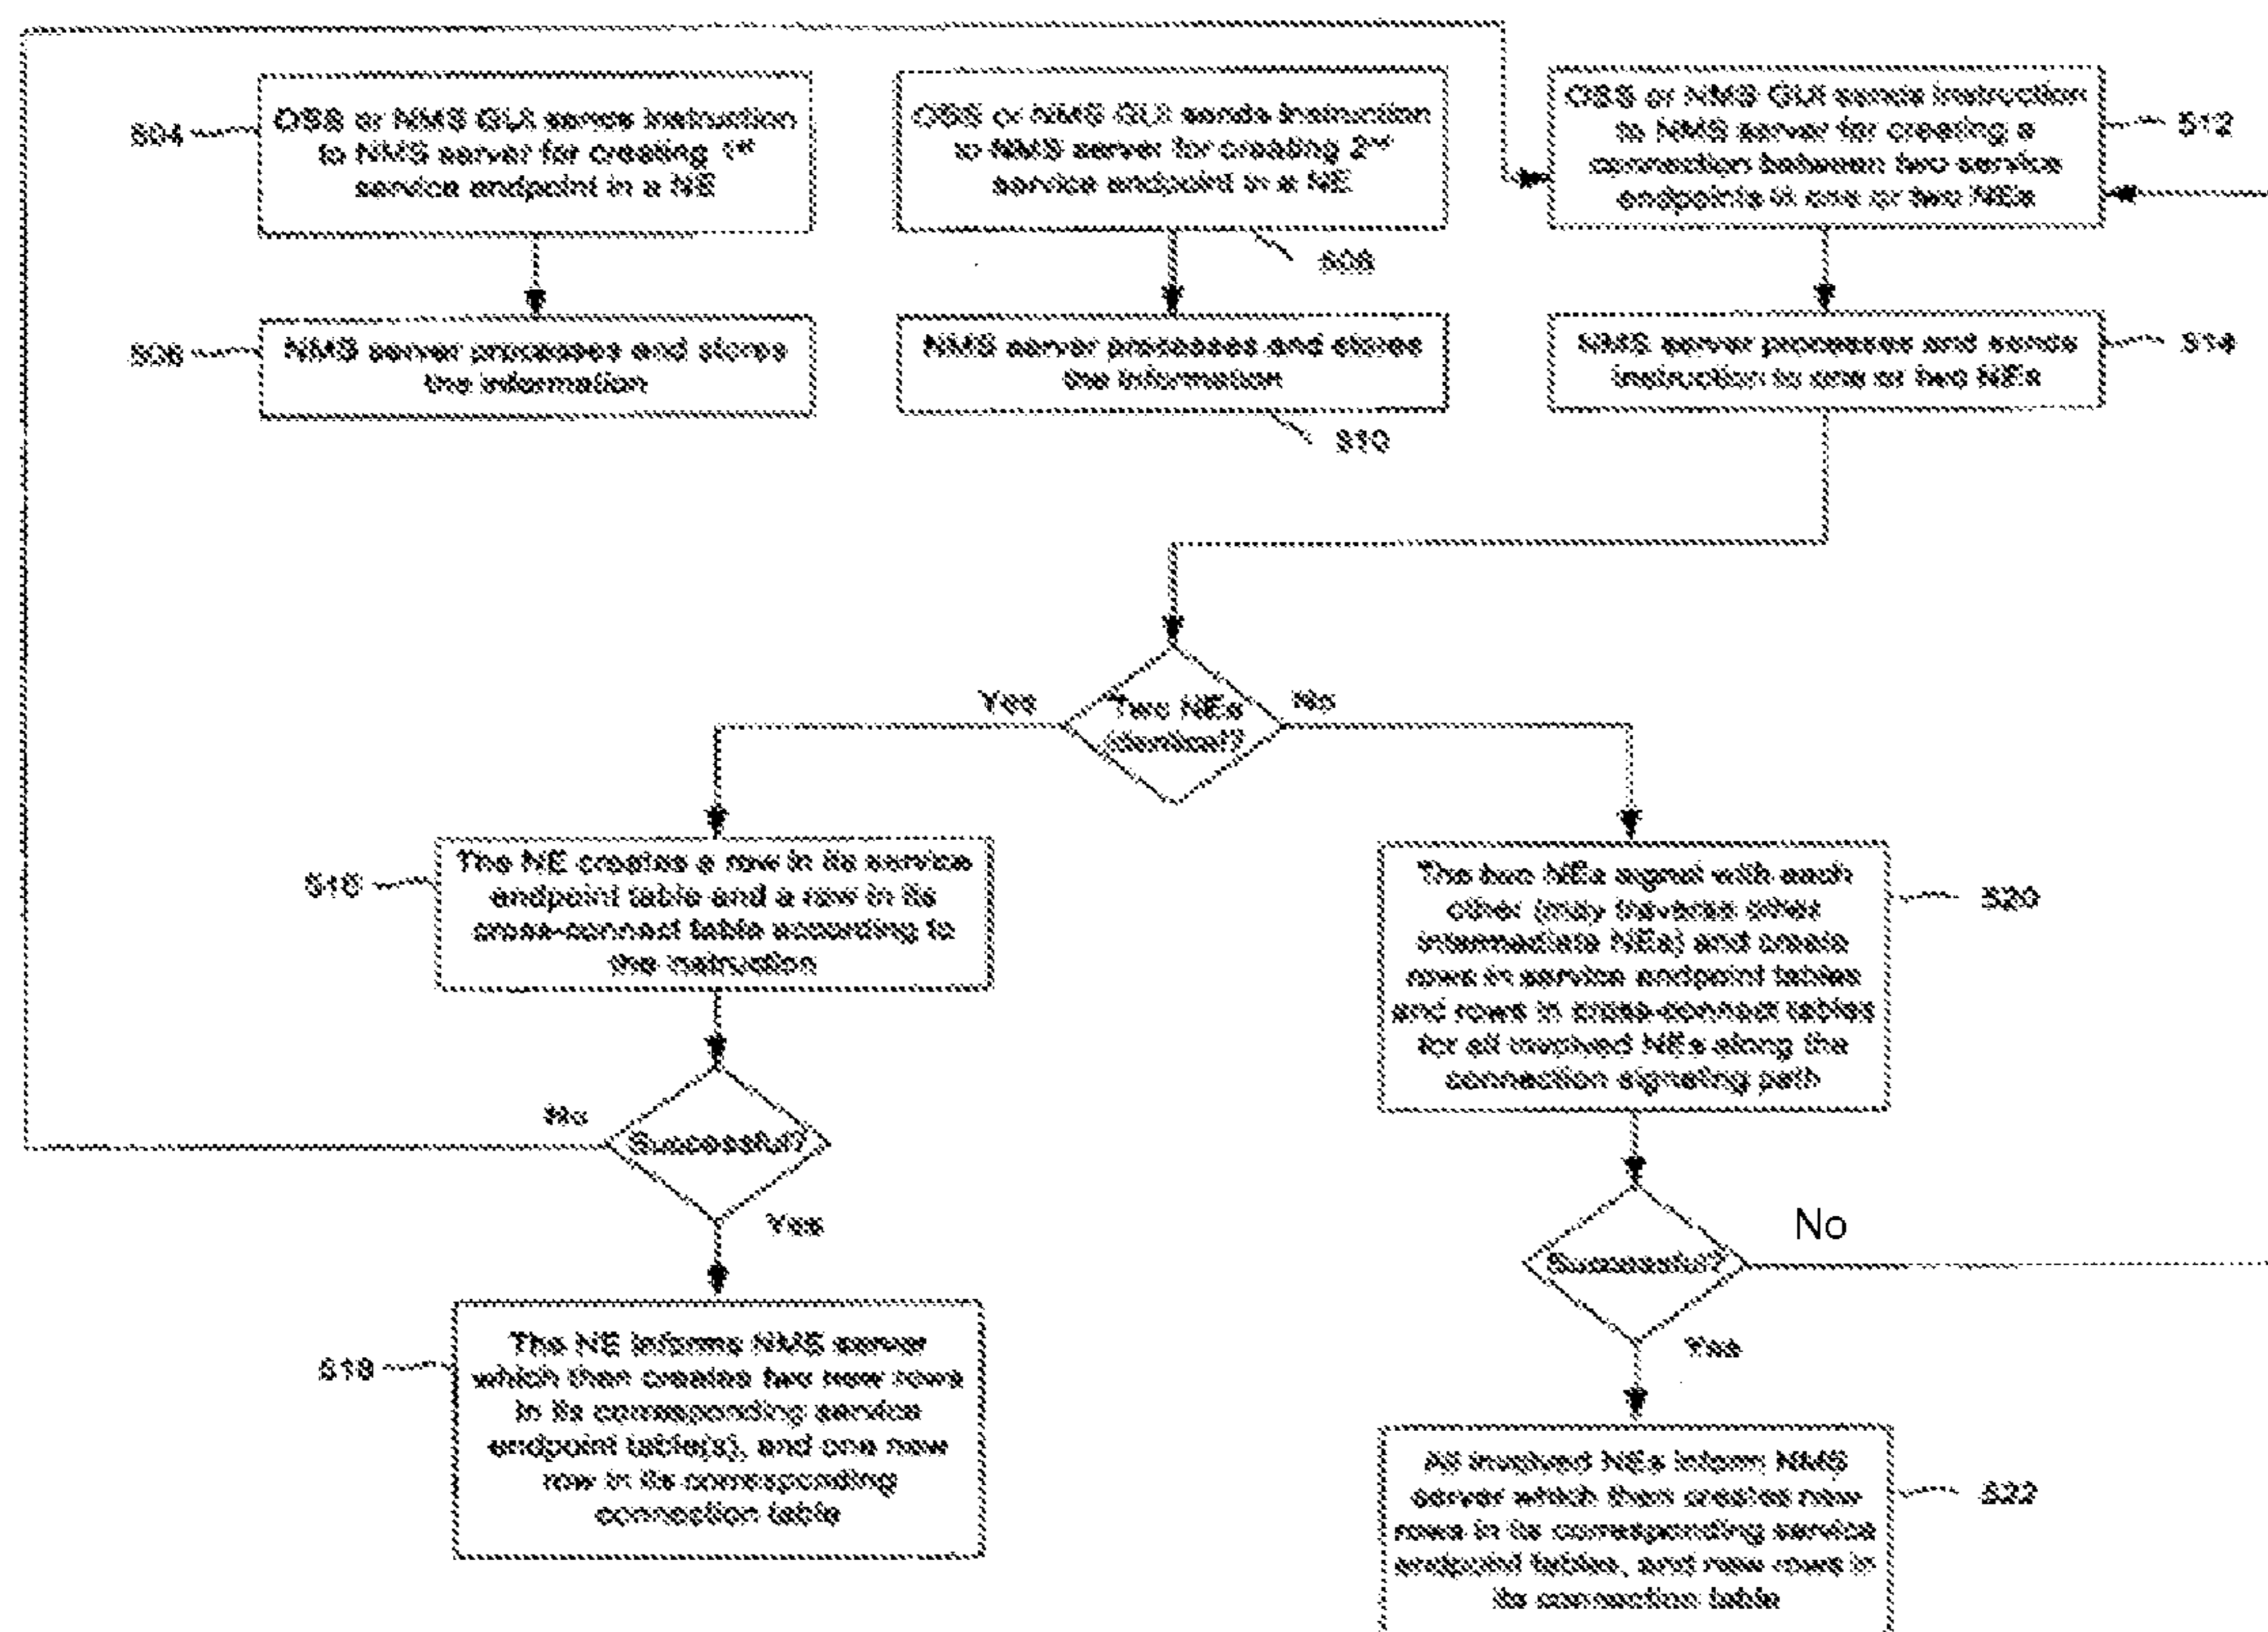 504
OSS or NMS GUI sends instruction
to NMS server for creating 1st
service endpoint in a NE
OSS or NMS GUI sends instruction
to NMS server for creating 2nd
service endpoint in a NE
508
OSS or NMS GUI sends instruction
to NMS server for creating a
connection between two service
endpoints in one or two NEs
512
506
NMS server processes and stores
the information
NMS server processes and stores
the information
510
NMS server processes and sends
instruction to one or two NEs
514
Yes
Two NEs
identical?
No
516
The NE creates a row in its service
endpoint table and a row in its
cross-connect table according to
the instruction
The two NEs signal with each
other (may traverse other
intermediate NEs) and create
rows in service endpoint tables
and rows in cross-connect tables
for all involved NEs along the
connection signaling path
520
No
Successful?
Yes
Successful?
No
Yes
518
The NE informs NMS server
which then creates two new rows
in its corresponding service
endpoint table(s), and one new
row in its corresponding
connection table
All involved NEs inform NMS
server which then creates new
rows in its corresponding service
endpoint tables, and new rows in
its connection table
522